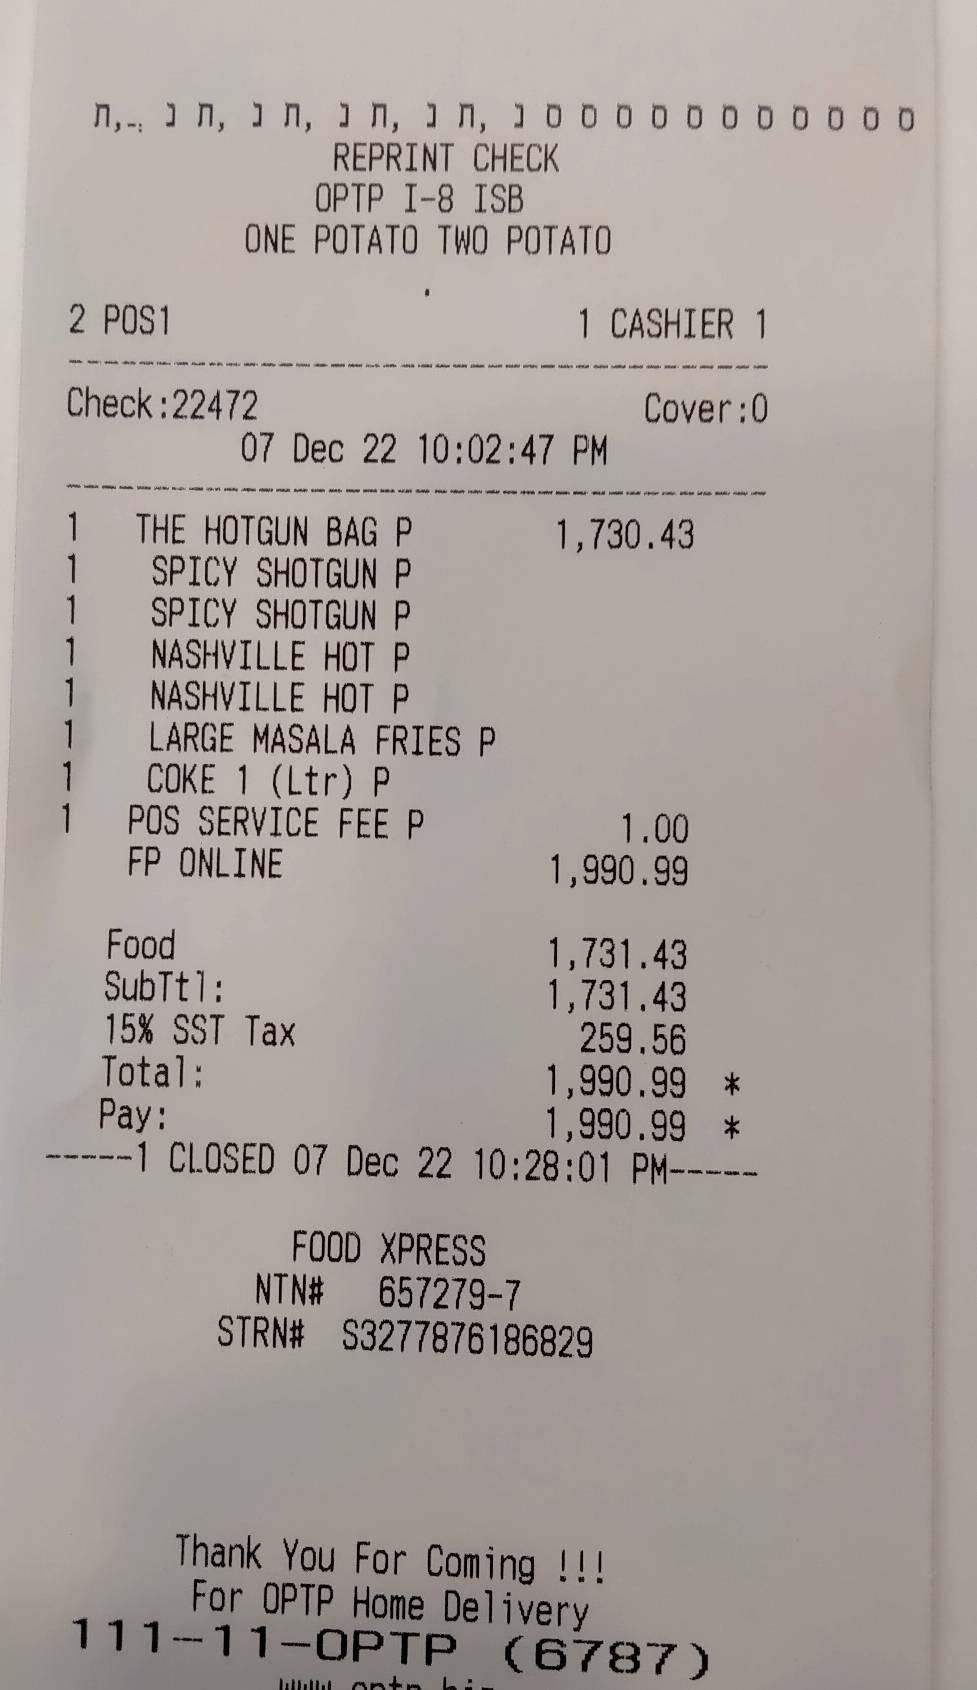 REPRINT CHECK
OPTP I-8 ISB
ONE POTATO TWO POTATO
2 POS1 1 CASHIER 1
Check:22472 Cover:0
07 Dec 22 10:02:47 PM
1 THE HOTGUN BAG P 1,730.43
1 SPICY SHOTGUN P
1 SPICY SHOTGUN P
1 NASHVILLE HOT P
1 NASHVILLE HOT P
1 LARGE MASALA FRIES P
1 COKE 1 (Ltr) P
1 POS SERVICE FEE P 1.00
FP ONLINE 1,990.99
Food 1,731.43
SubTtl: 1,731.43
15% SST Tax 259.56
Total: 1,990.99 *
Pay: 1,990.99 *
-----1 CLOSED 07 Dec 22 10:28:01 PM-----
FOOD XPRESS
NTN# 657279-7
STRN# S3277876186829
Thank You For Coming !!!
For OPTP Home Delivery
111-11-OPTP (6787)